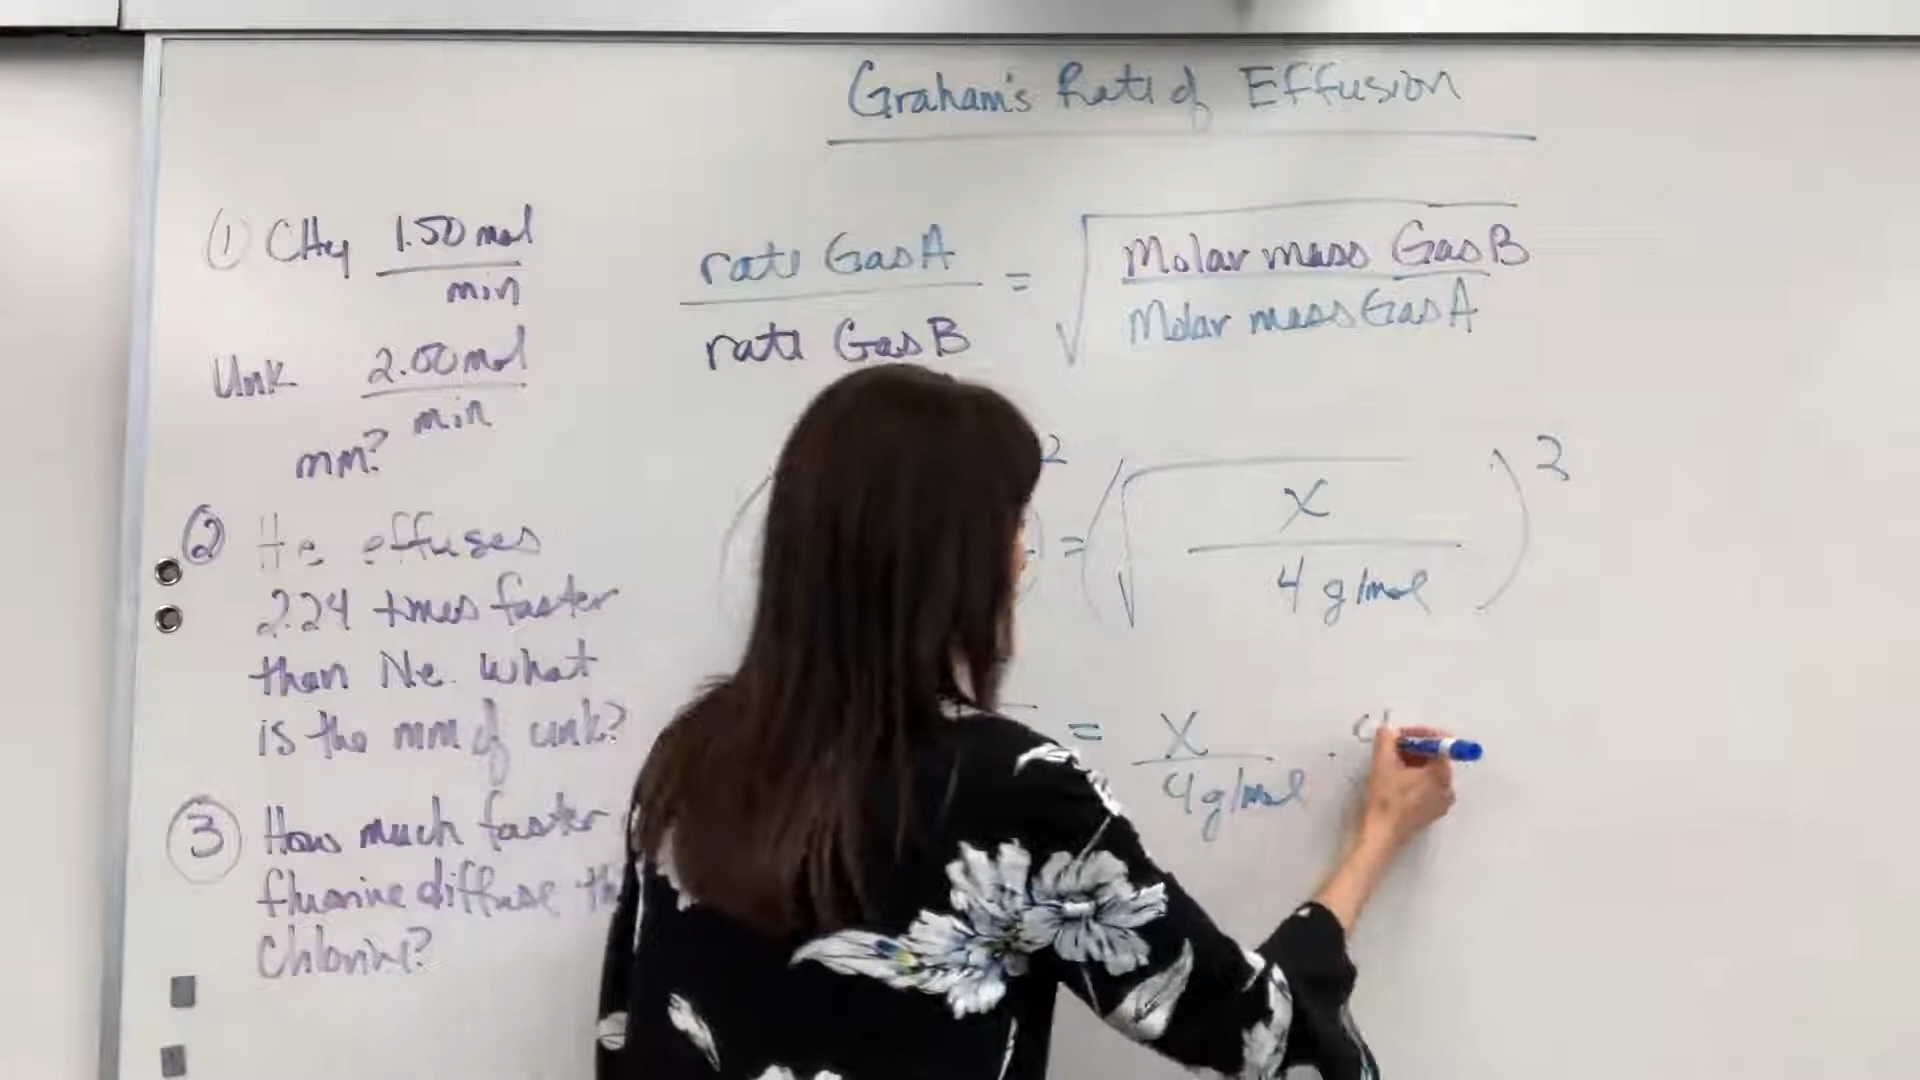 Graham's Rate of Effusion
① CH4 1.50 mol
min
Unk 2.00 mol
min
mm?
② He effuses
2.24 times faster
than Ne. What
is the mm of unk?
③ How much faster
fluorine diffuse th
Chlorine?
rate Gas A
rate Gas B
=
√
Molar mass Gas B
Molar mass Gas A
2
= (√
X
4 g/mol
) 2
= X
4 g/mol
·